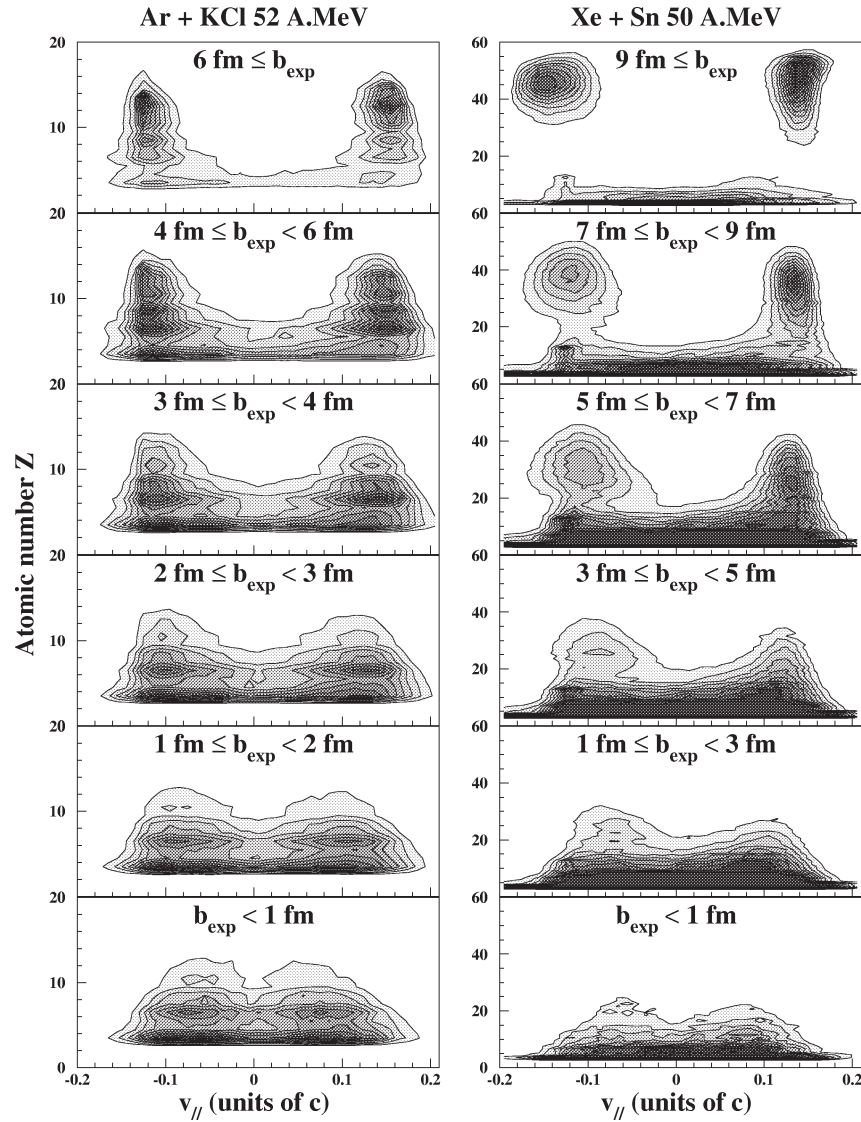 Ar + KCl 52 A.MeV
Xe + Sn 50 A.MeV
Atomic number Z
20
10
6 fm ≤ b_exp
20
10
4 fm ≤ b_exp < 6 fm
20
10
3 fm ≤ b_exp < 4 fm
20
10
2 fm ≤ b_exp < 3 fm
20
10
1 fm ≤ b_exp < 2 fm
20
10
0
b_exp < 1 fm
-0.2 -0.1 0 0.1 0.2
v_// (units of c)
60
40
20
9 fm ≤ b_exp
60
40
20
7 fm ≤ b_exp < 9 fm
60
40
20
5 fm ≤ b_exp < 7 fm
60
40
20
3 fm ≤ b_exp < 5 fm
60
40
20
1 fm ≤ b_exp < 3 fm
60
40
20
0
b_exp < 1 fm
-0.2 -0.1 0 0.1 0.2
v_// (units of c)